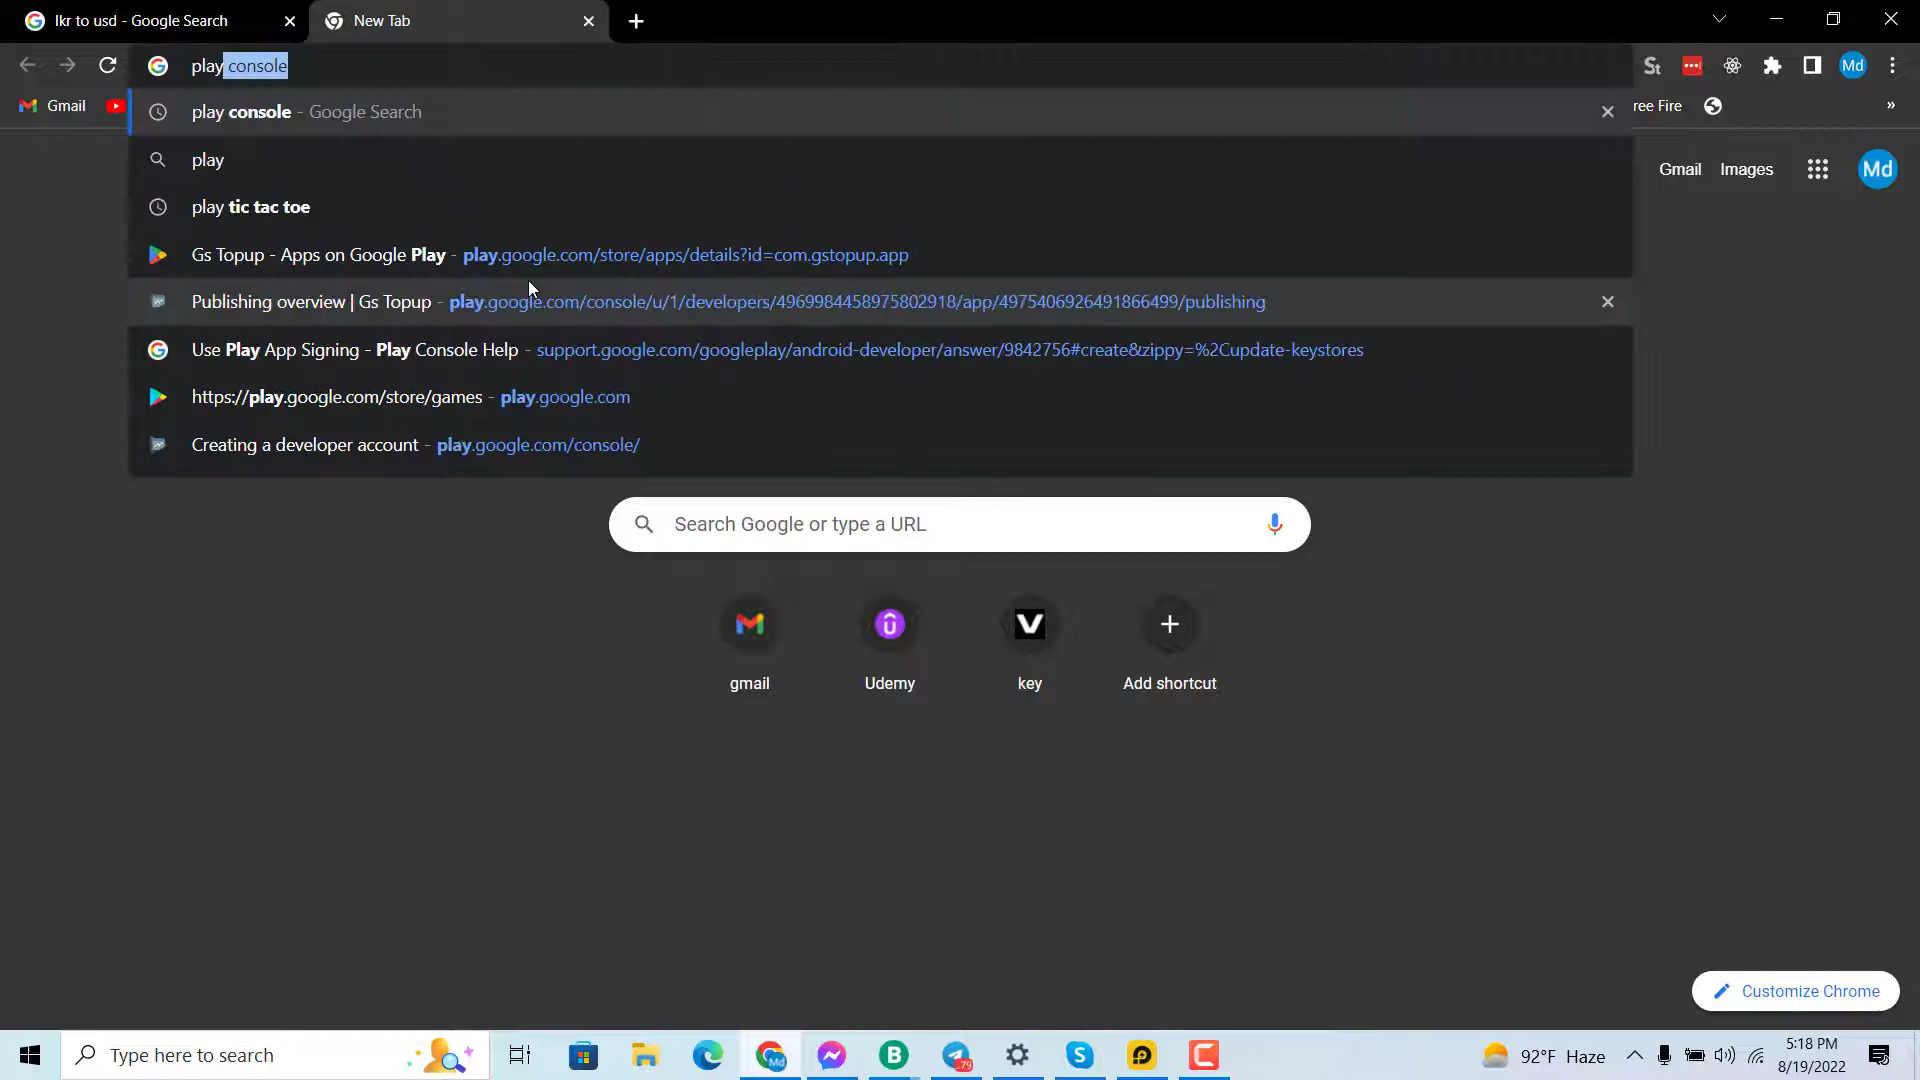 lkr to usd - Google Search
New Tab
play console
Md
Gmail
ree Fire
»
play console - Google Search
play
play tic tac toe
Gs Topup - Apps on Google Play - play.google.com/store/apps/details?id=com.gstopup.app
Publishing overview | Gs Topup - play.google.com/console/u/1/developers/4969984458975802918/app/4975406926491866499/publishing
Use Play App Signing - Play Console Help - support.google.com/googleplay/android-developer/answer/9842756#create&zippy=%2Cupdate-keystores
https://play.google.com/store/games - play.google.com
Creating a developer account - play.google.com/console/
Gmail Images
Md
Search Google or type a URL
gmail
Udemy
key
Add shortcut
Customize Chrome
Type here to search
92°F Haze
5:18 PM
8/19/2022